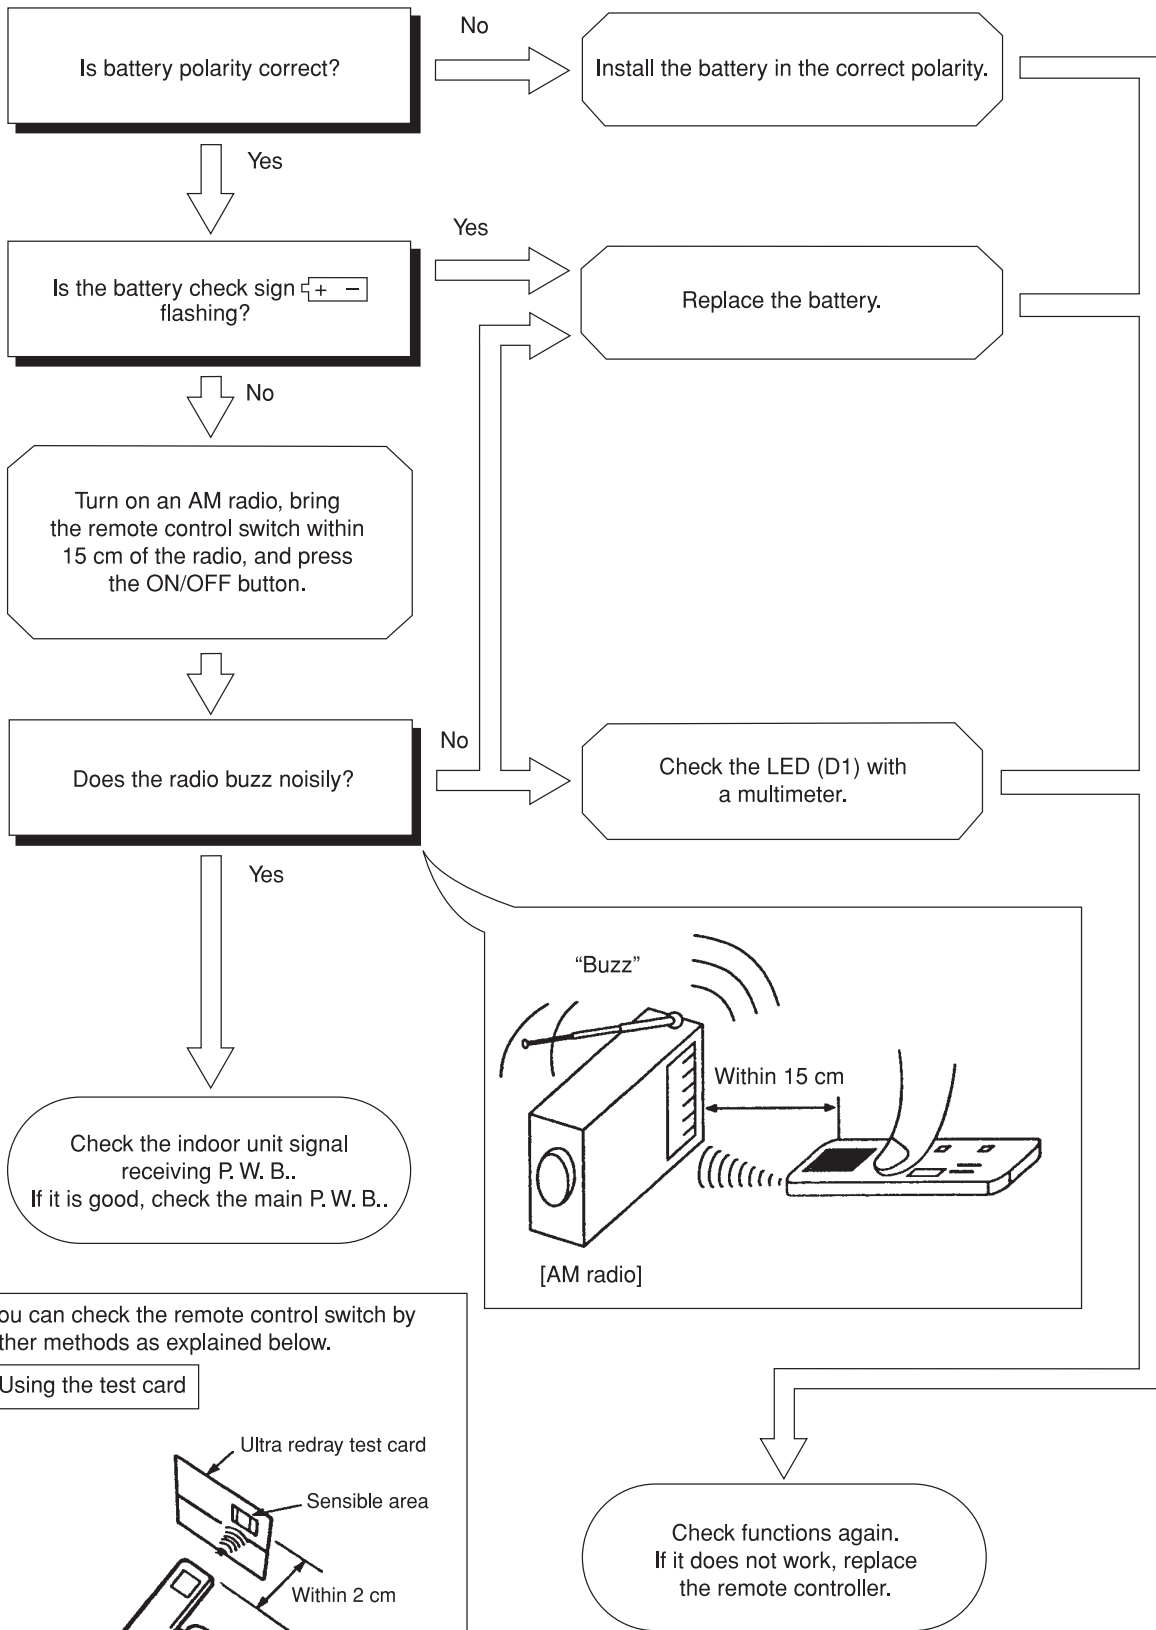 No
Is battery polarity correct?
Install the battery in the correct polarity.
Yes
Yes
Is the battery check sign + −
flashing?
Replace the battery.
No
Turn on an AM radio, bring
the remote control switch within
15 cm of the radio, and press
the ON/OFF button.
No
Does the radio buzz noisily?
Check the LED (D1) with
a multimeter.
Yes
“Buzz”
Within 15 cm
[AM radio]
Check the indoor unit signal
receiving P. W. B..
If it is good, check the main P. W. B..
ou can check the remote control switch by
ther methods as explained below.
Using the test card
Ultra redray test card
Sensible area
Within 2 cm
Check functions again.
If it does not work, replace
the remote controller.